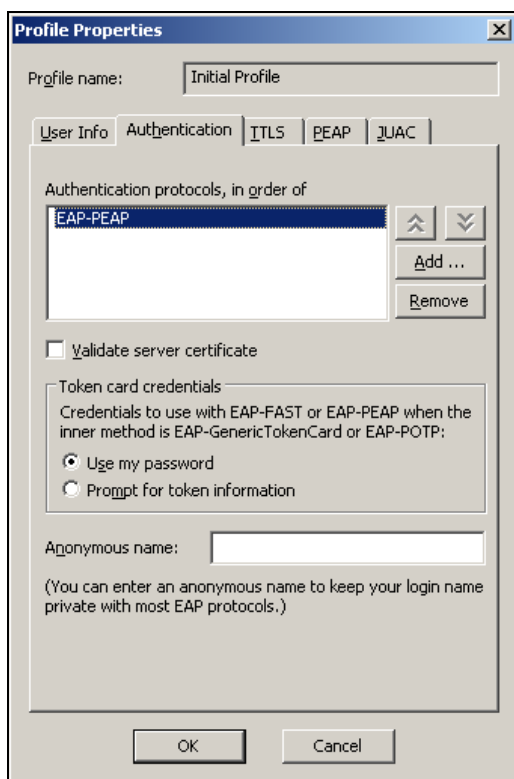 Profile Properties
Profile name: Initial Profile
User Info Authentication TTLS PEAP JUAC
Authentication protocols, in order of
EAP-PEAP
Add ...
Remove
Validate server certificate
Token card credentials
Credentials to use with EAP-FAST or EAP-PEAP when the
inner method is EAP-GenericTokenCard or EAP-POTP:
Use my password
Prompt for token information
Anonymous name:
(You can enter an anonymous name to keep your login name
private with most EAP protocols.)
OK Cancel